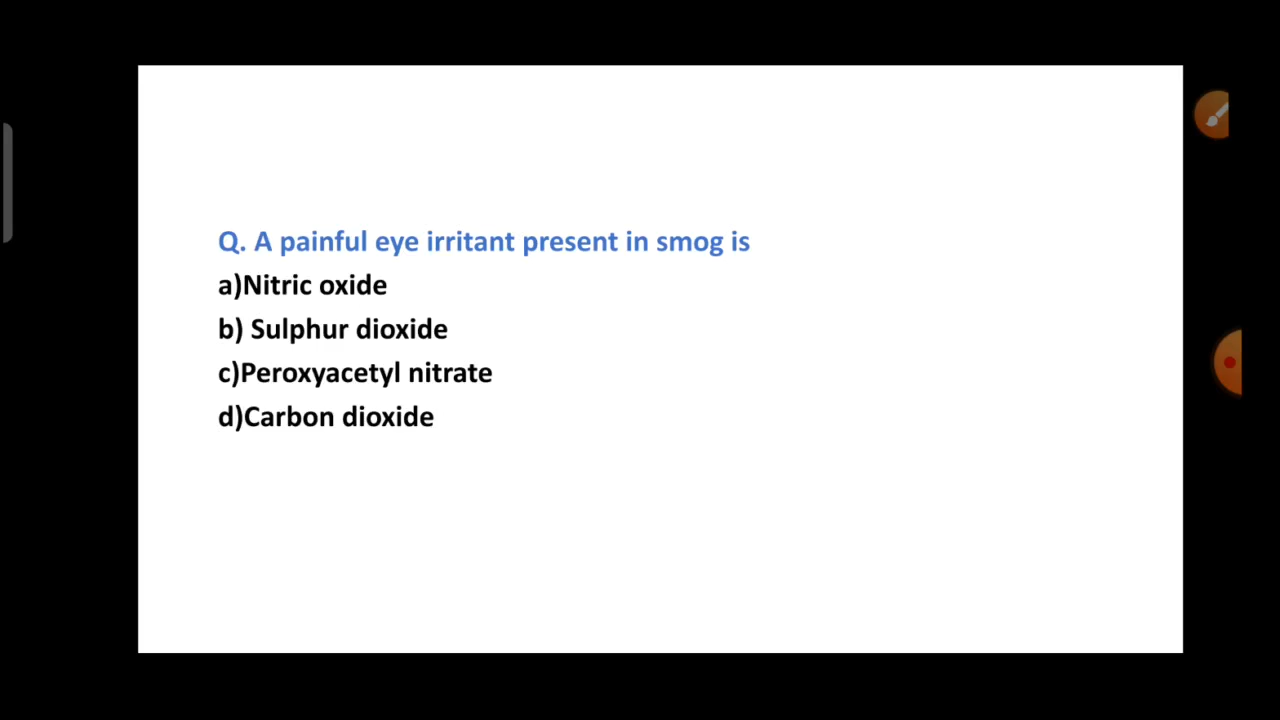 Q. A painful eye irritant present in smog is
a)Nitric oxide
b) Sulphur dioxide
c)Peroxyacetyl nitrate
d)Carbon dioxide